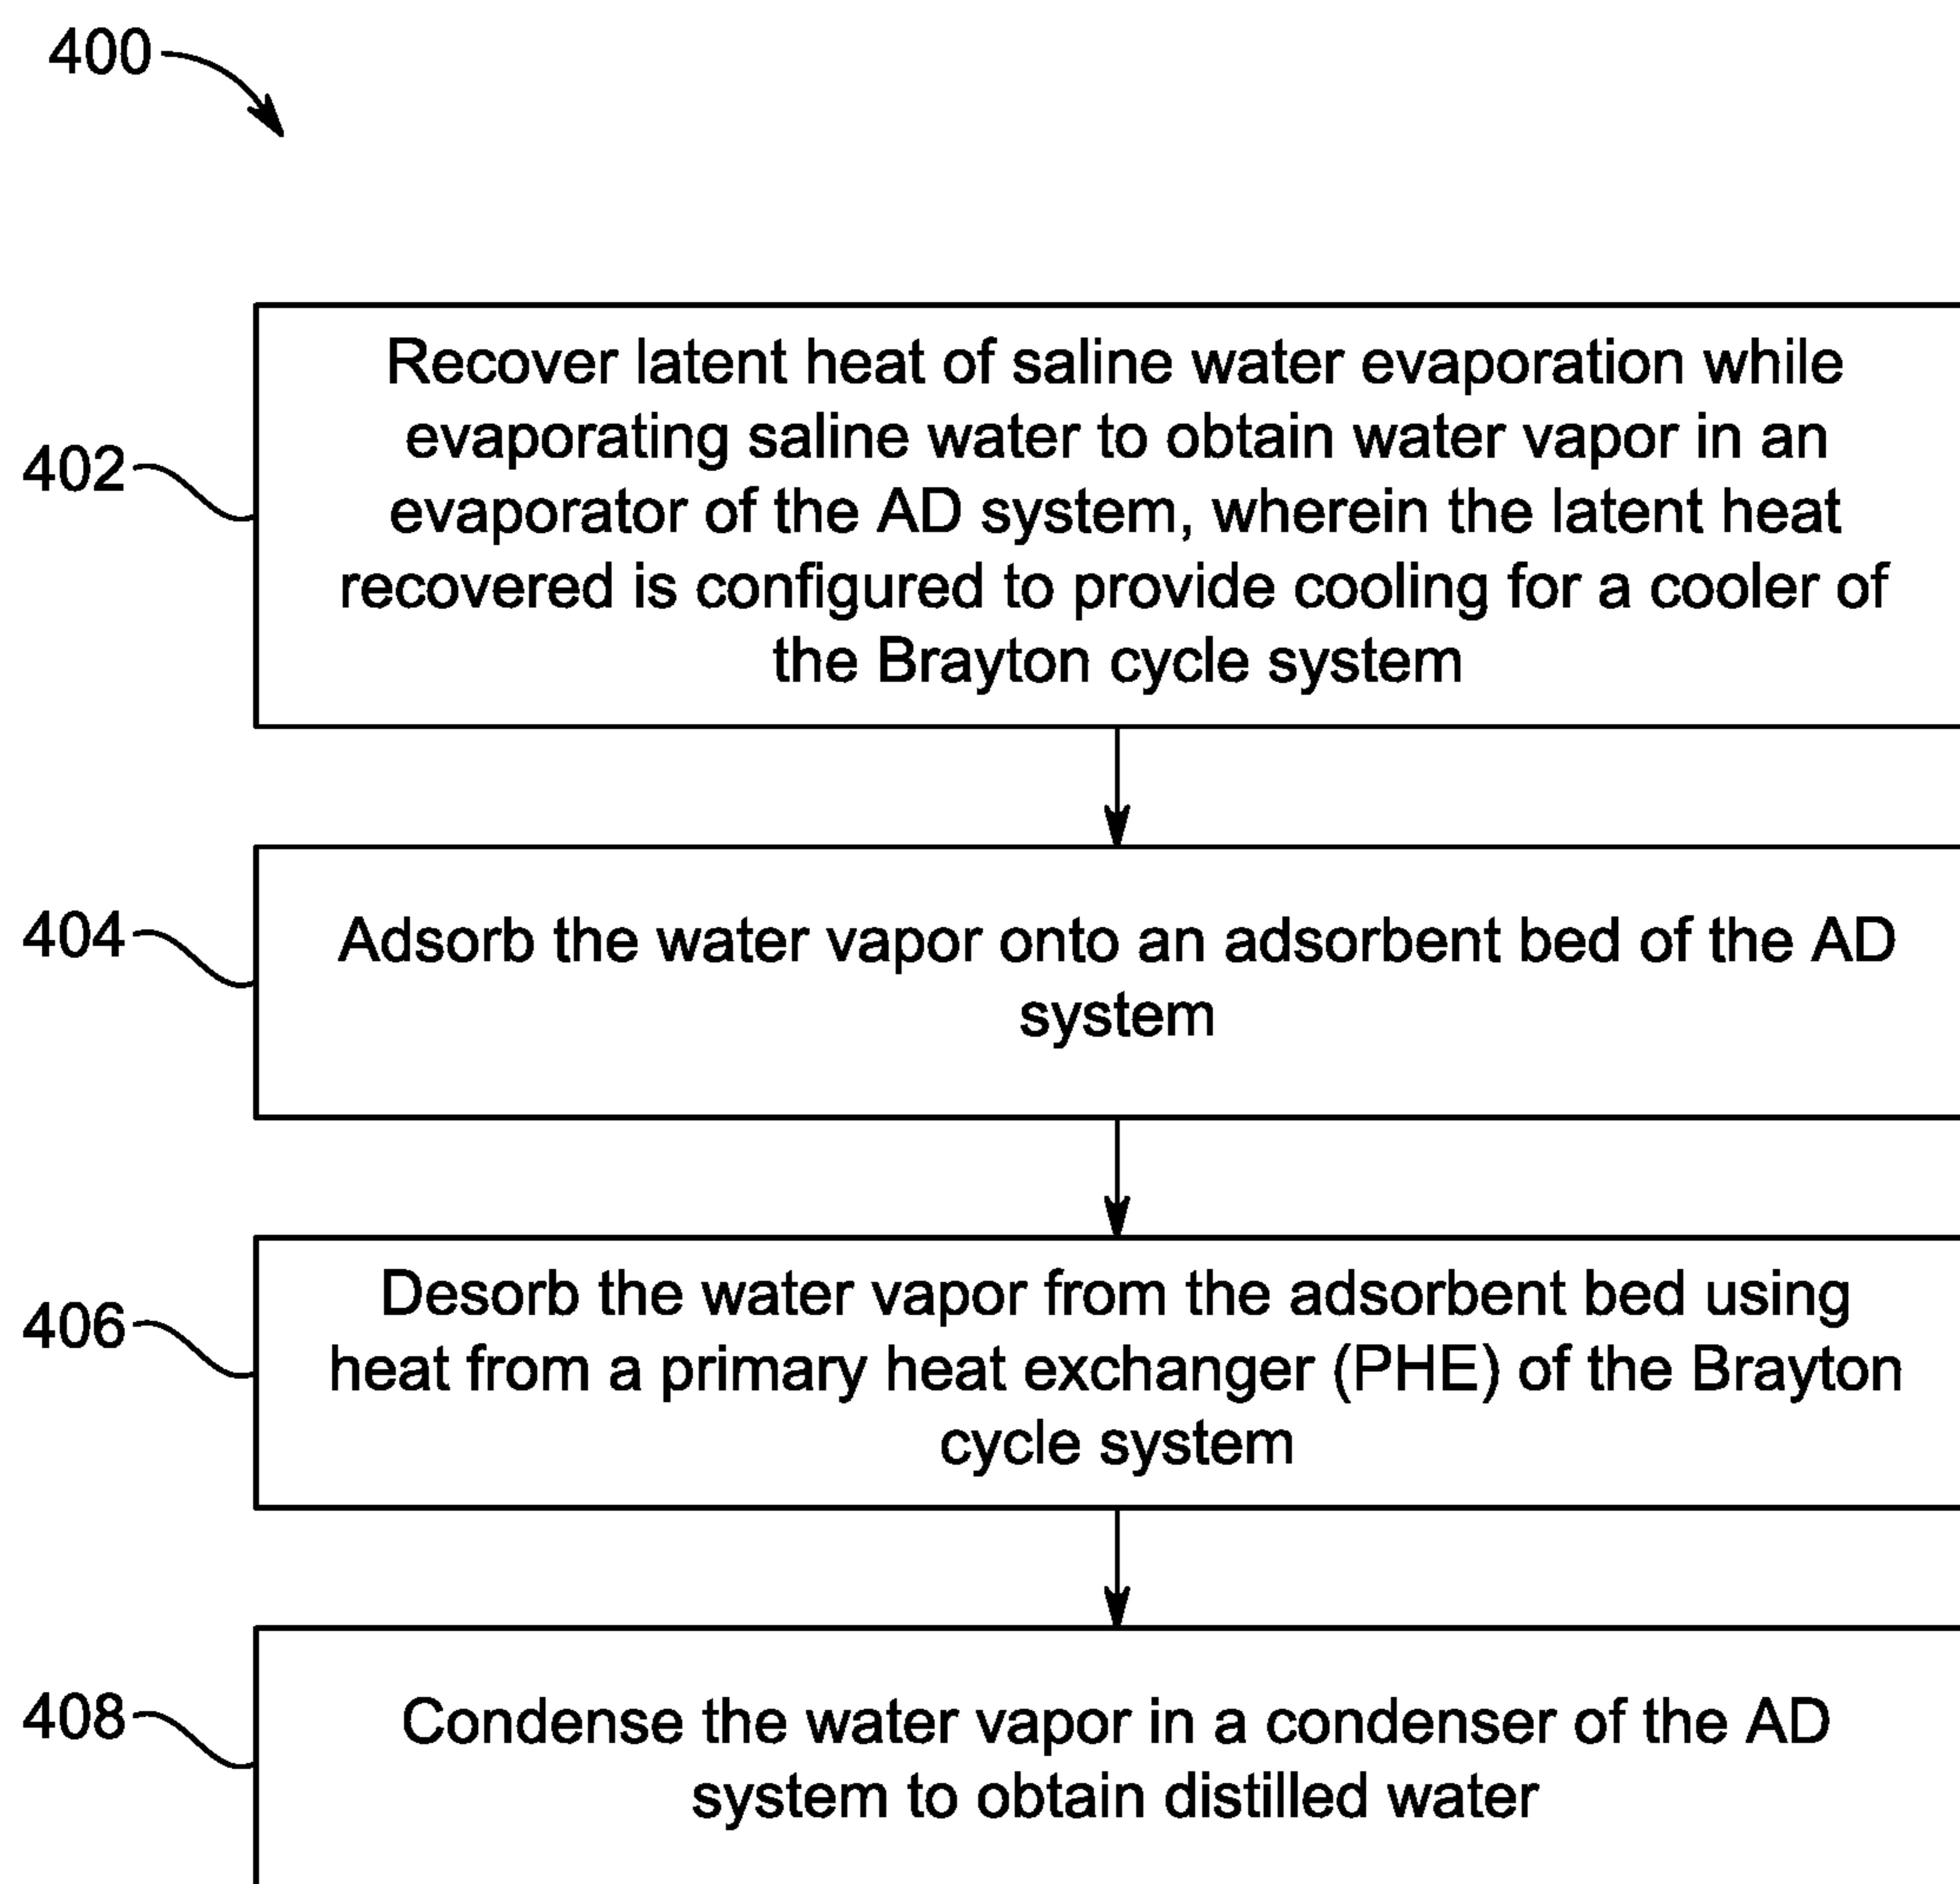 400
402
Recover latent heat of saline water evaporation while
evaporating saline water to obtain water vapor in an
evaporator of the AD system, wherein the latent heat
recovered is configured to provide cooling for a cooler of
the Brayton cycle system
404
Adsorb the water vapor onto an adsorbent bed of the AD
system
406
Desorb the water vapor from the adsorbent bed using
heat from a primary heat exchanger (PHE) of the Brayton
cycle system
408
Condense the water vapor in a condenser of the AD
system to obtain distilled water